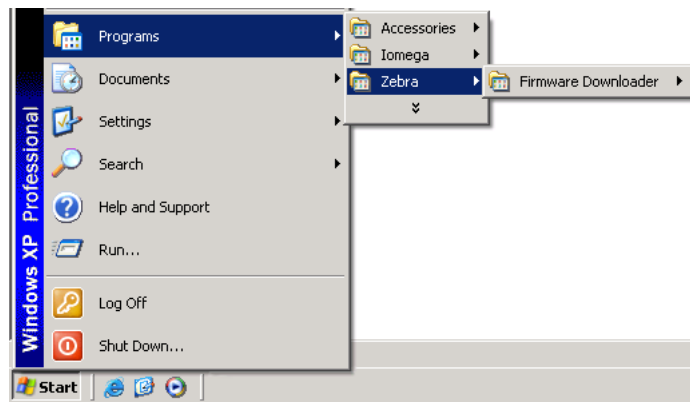 Programs
Accessories
Iomega
Zebra
Firmware Downloader
Documents
Settings
Search
Help and Support
Run...
Log Off
Shut Down...
Windows XP Professional
Start